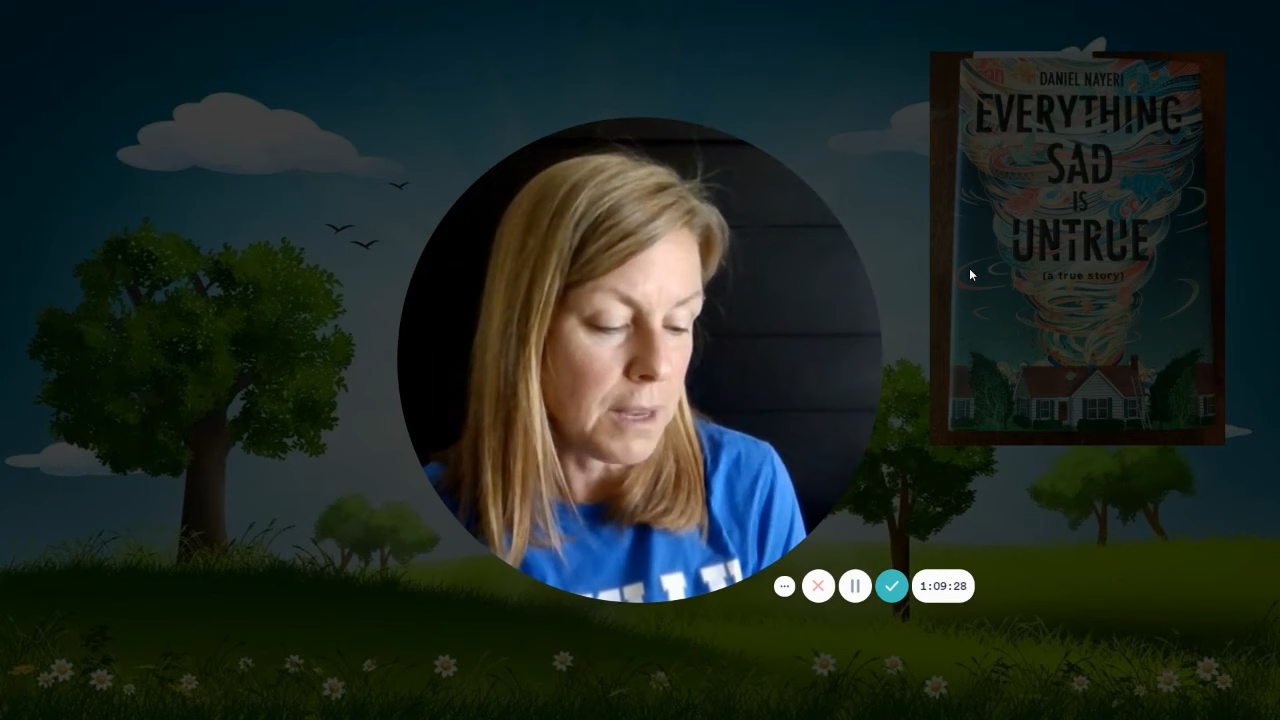 DANIEL NAYERI
EVERYTHING
SAD
IS
UNTRUE
(a true story)
1:09:28